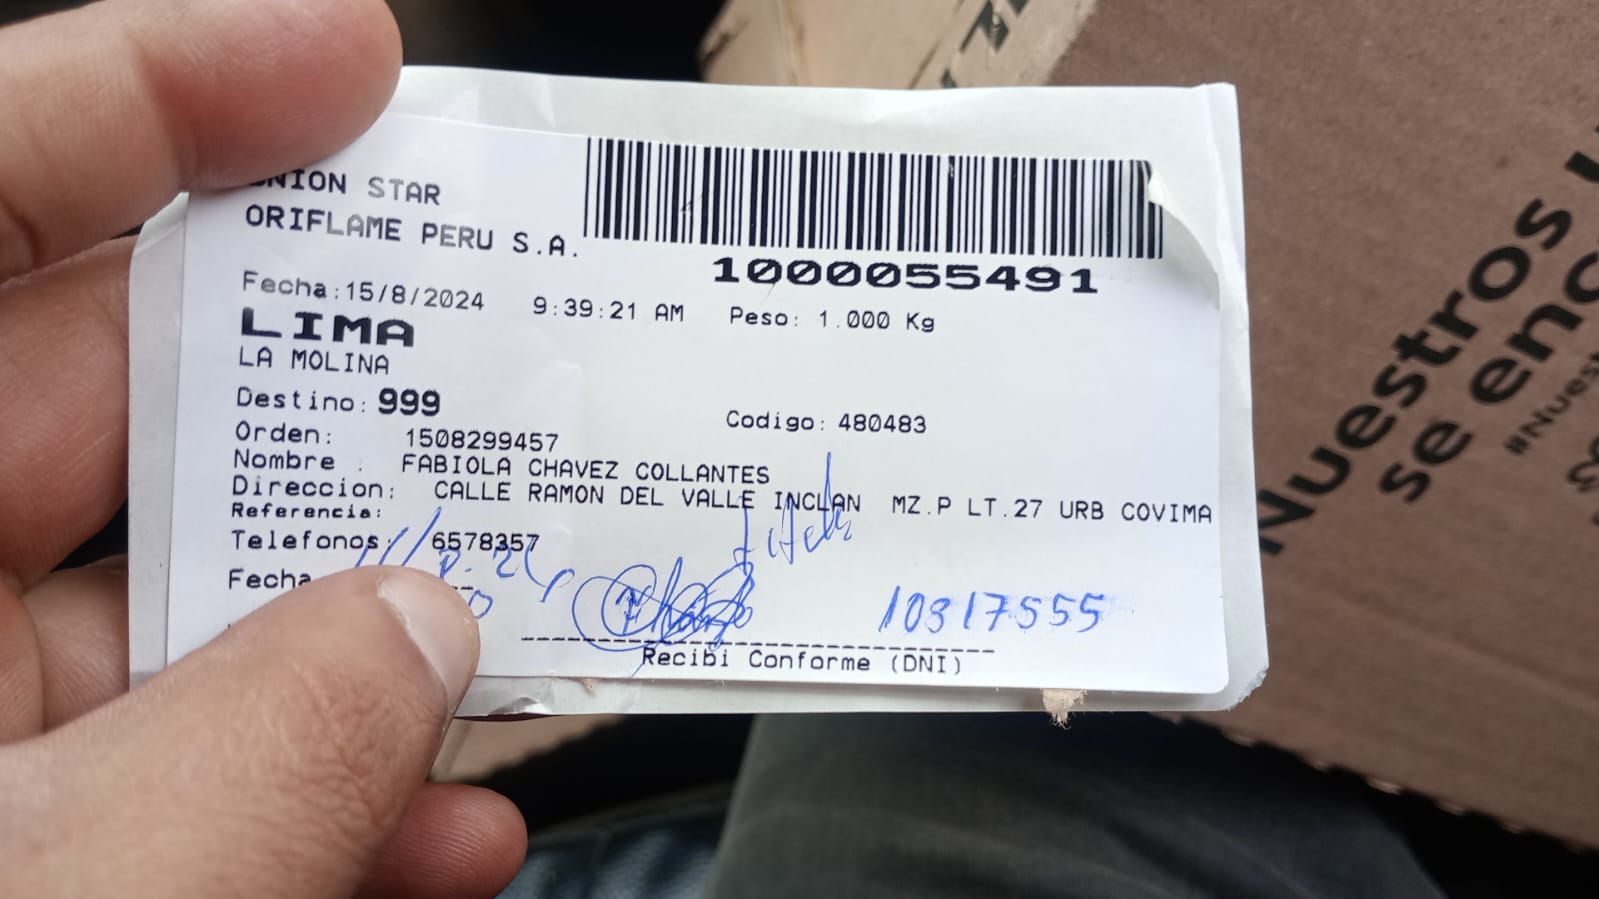 UNION STAR
ORIFLAME PERU S.A.
1000055491
Fecha:15/8/2024 9:39:21 AM Peso: 1.000 Kg
LIMA
LA MOLINA
Destino: 999
Codigo: 480483
Orden: 1508299457
Nombre : FABIOLA CHAVEZ COLLANTES
Direccion: CALLE RAMON DEL VALLE INCLAN MZ.P LT.27 URB COVIMA
Referencia:
Telefonos: 6578357
Fecha
10317555
Recibi Conforme (DNI)
Nuestros
se